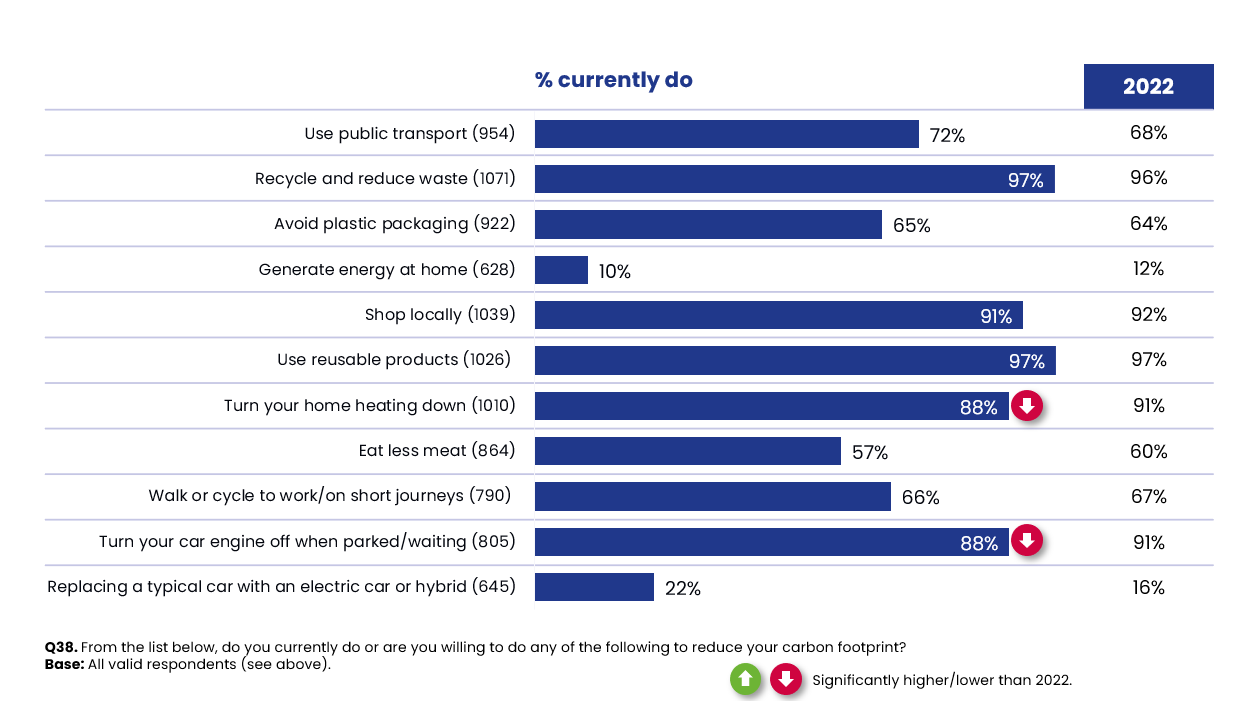 % currently do 2022
Use public transport (954) 72% 68%
Recycle and reduce waste (1071) 97% 96%
Avoid plastic packaging (922) 65% 64%
Generate energy at home (628) 10% 12%
Shop locally (1039) 91% 92%
Use reusable products (1026) 97% 97%
Turn your home heating down (1010) 88% 91%
Eat less meat (864) 57% 60%
Walk or cycle to work/on short journeys (790) 66% 67%
Turn your car engine off when parked/waiting (805) 88% 91%
Replacing a typical car with an electric car or hybrid (645) 22% 16%
Q38. From the list below, do you currently do or are you willing to do any of the following to reduce your carbon footprint?
Base: All valid respondents (see above).
Significantly higher/lower than 2022.